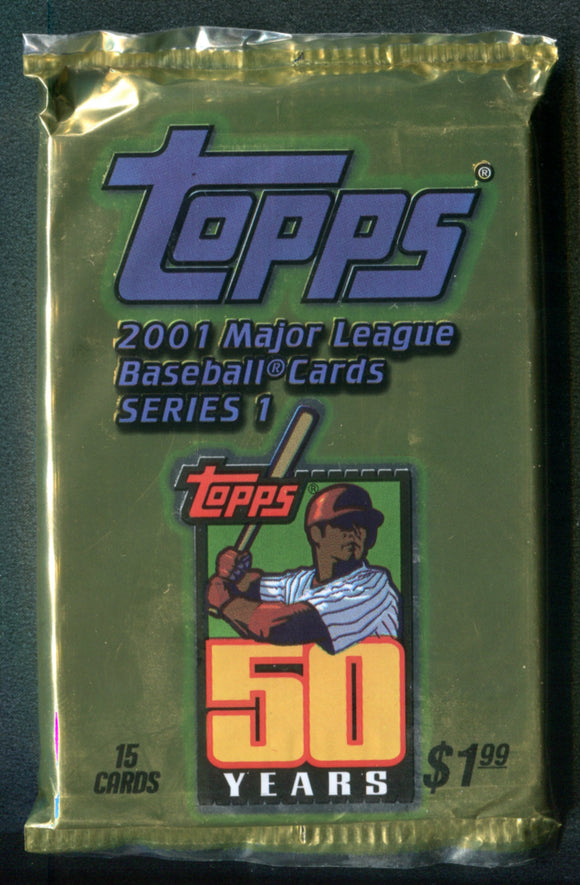 TOPPS®
2001 Major League
Baseball® Cards
SERIES 1
TOPPS®
50
YEARS
15
CARDS
$1.99